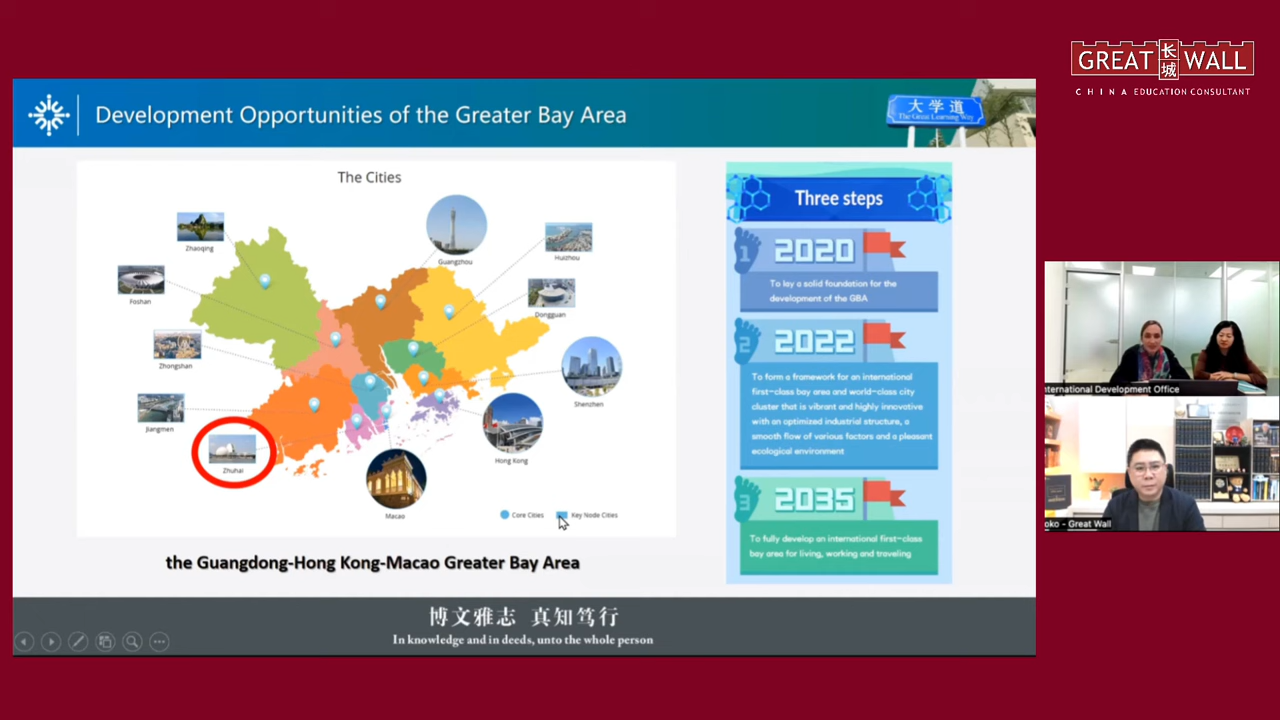 GREAT
长城
WALL
CHINA EDUCATION CONSULTANT
Development Opportunities of the Greater Bay Area
大学道
The Great Learning Way
The Cities
Zhaoqing
Guangzhou
Huizhou
Foshan
Dongguan
Zhongshan
Shenzhen
Jiangmen
Zhuhai
Hong Kong
Macao
Core Cities
Key Node Cities
the Guangdong-Hong Kong-Macao Greater Bay Area
Three steps
1
2020
To lay a solid foundation for the
development of the GBA
2
2022
To form a framework for an international
first-class bay area and world-class city
cluster that is vibrant and highly innovative
with an optimized industrial structure, a
smooth flow of various factors and a pleasant
ecological environment
3
2035
To fully develop an international first-class
bay area for living, working and traveling
博文雅志 真知笃行
In knowledge and in deeds, unto the whole person
nternational Development Office
oko - Great Wall